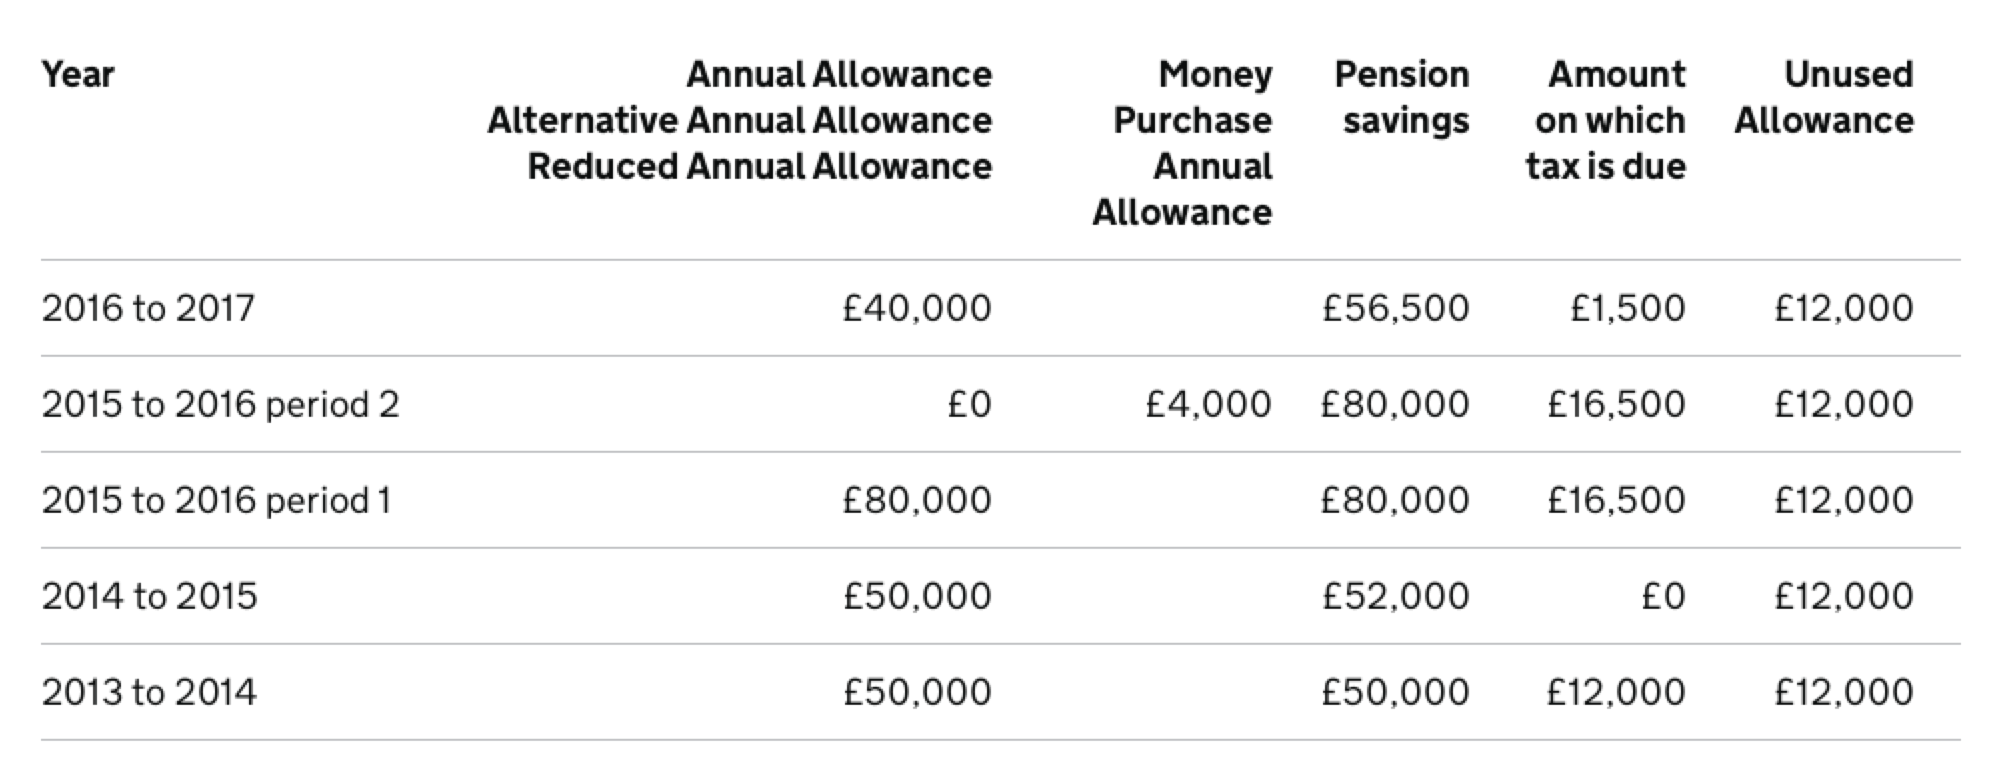 Year Annual Allowance Money Pension Amount Unused
Alternative Annual Allowance Purchase savings on which Allowance
Reduced Annual Allowance Annual tax is due
Allowance
2016 to 2017 £40,000 £56,500 £1,500 £12,000
2015 to 2016 period 2 £0 £4,000 £80,000 £16,500 £12,000
2015 to 2016 period 1 £80,000 £80,000 £16,500 £12,000
2014 to 2015 £50,000 £52,000 £0 £12,000
2013 to 2014 £50,000 £50,000 £12,000 £12,000